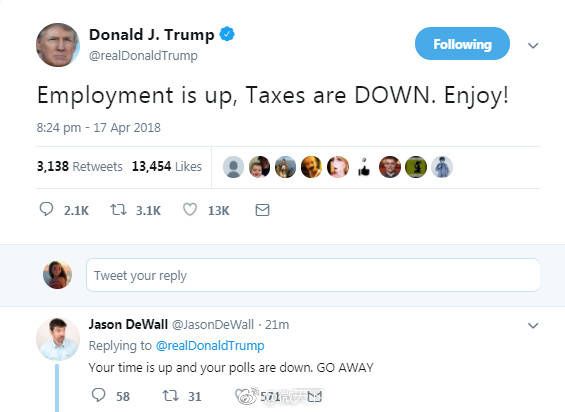 Donald J. Trump
@realDonaldTrump
Following
Employment is up, Taxes are DOWN. Enjoy!
8:24 pm - 17 Apr 2018
3,138 Retweets 13,454 Likes
2.1K 3.1K 13K
Tweet your reply
Jason DeWall @JasonDeWall · 21m
Replying to @realDonaldTrump
Your time is up and your polls are down. GO AWAY
58 31 571